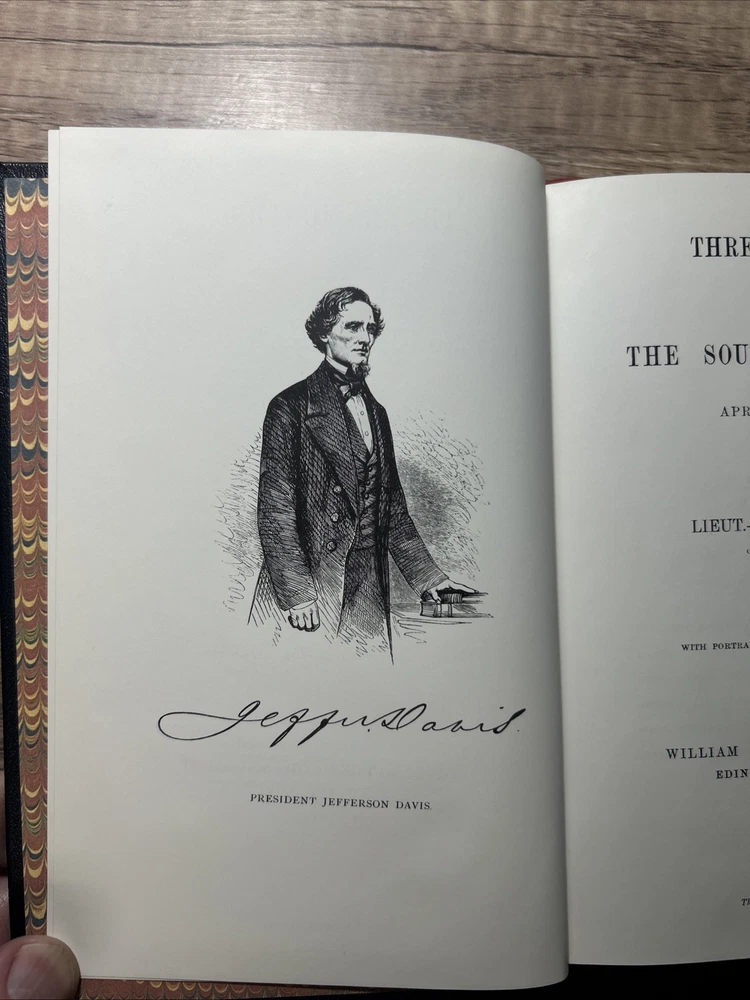 Jeffn. Davis.
PRESIDENT JEFFERSON DAVIS.
THRE
THE SOU
APR
LIEUT.-
WITH PORTRA
WILLIAM
EDIN